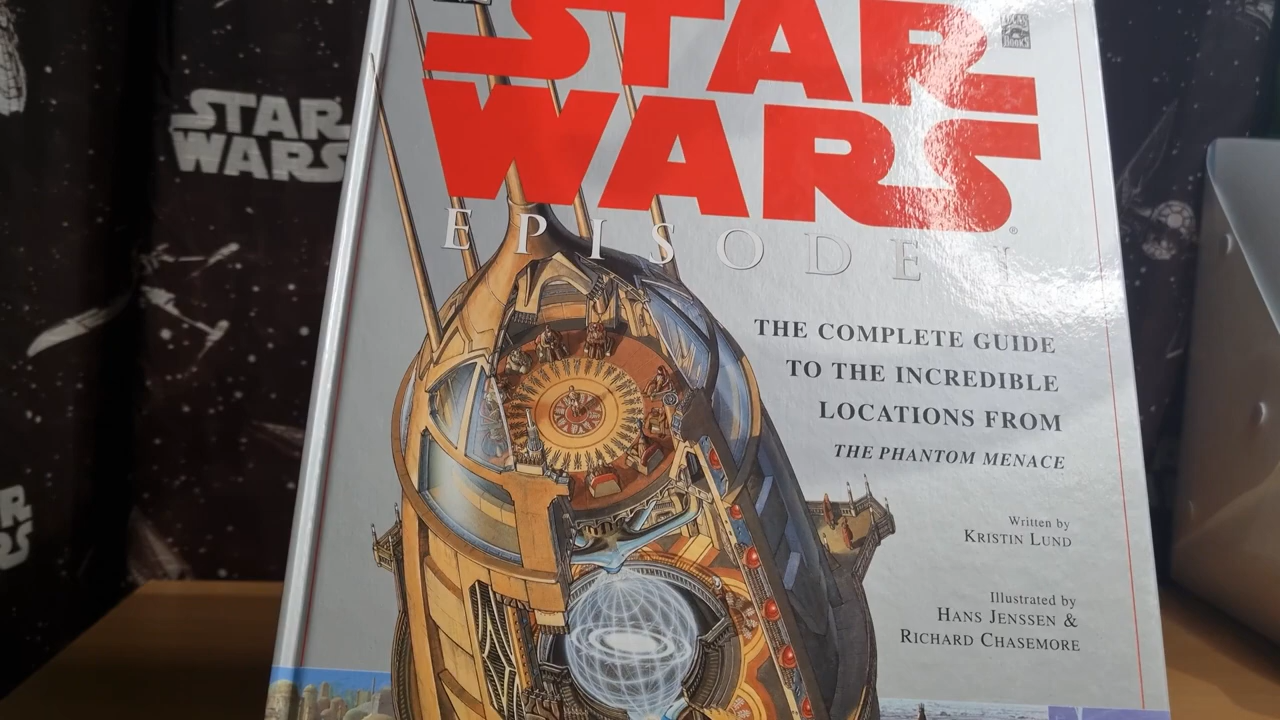 STAR
WARS
®
EPISODE I
THE COMPLETE GUIDE
TO THE INCREDIBLE
LOCATIONS FROM
THE PHANTOM MENACE
Written by
KRISTIN LUND
Illustrated by
HANS JENSSEN &
RICHARD CHASEMORE
STAR
WARS